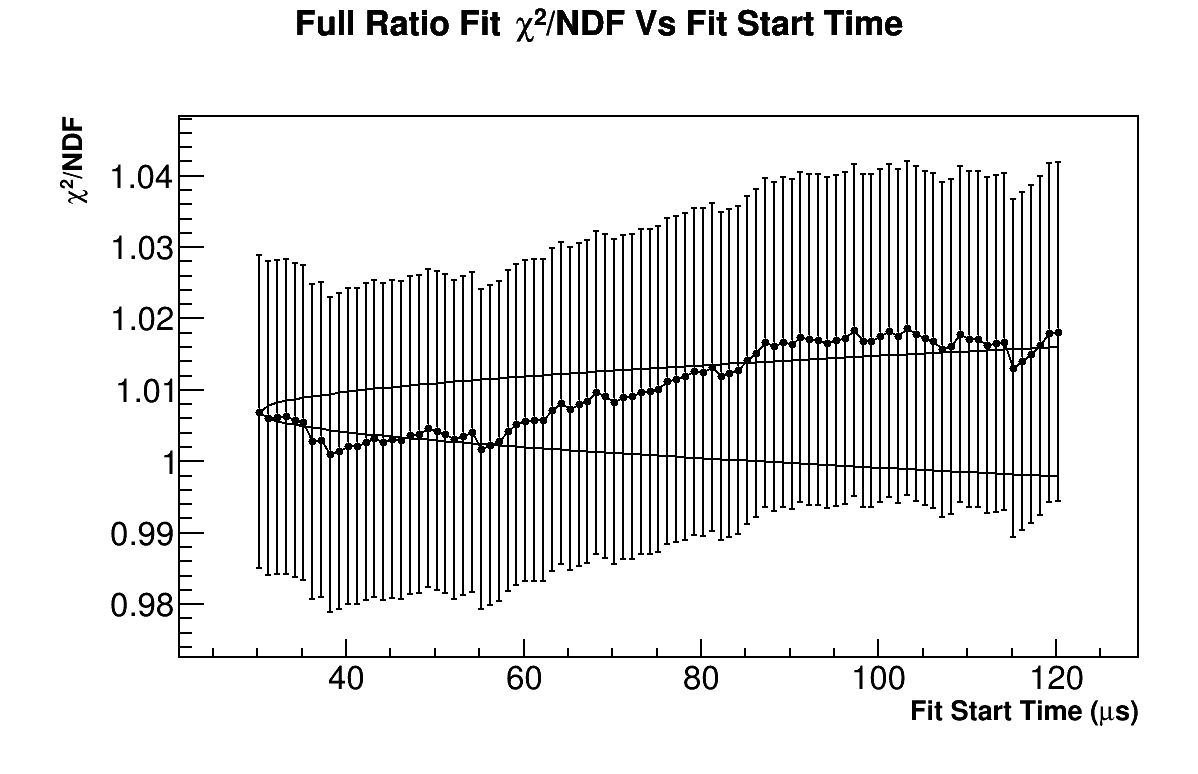 Full Ratio Fit χ²/NDF Vs Fit Start Time
χ²/NDF
1.04
1.03
1.02
1.01
1
0.99
0.98
40 60 80 100 120
Fit Start Time (μs)